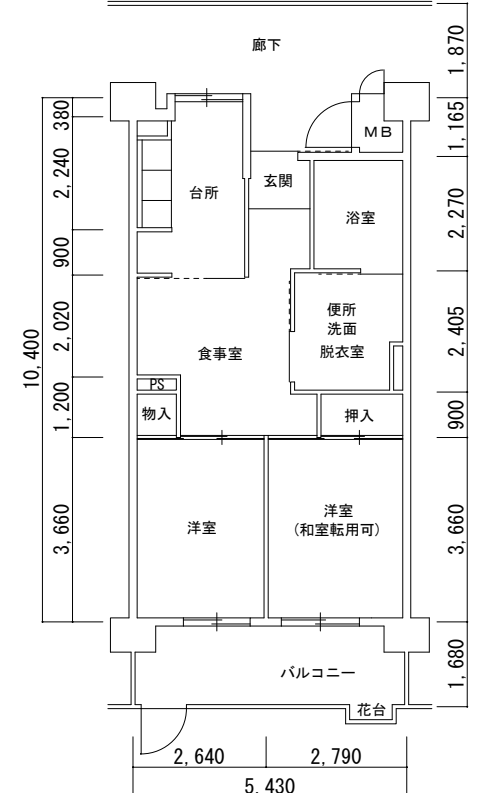 廊下
1,870
380
MB
1,165
2,240
台所
玄関
浴室
2,270
900
便所
洗面
脱衣室
食事室
2,020
2,405
10,400
PS
物入
押入
1,200
900
洋室
洋室
(和室転用可)
3,660
3,660
バルコニー
1,680
花台
2,640
2,790
5,430